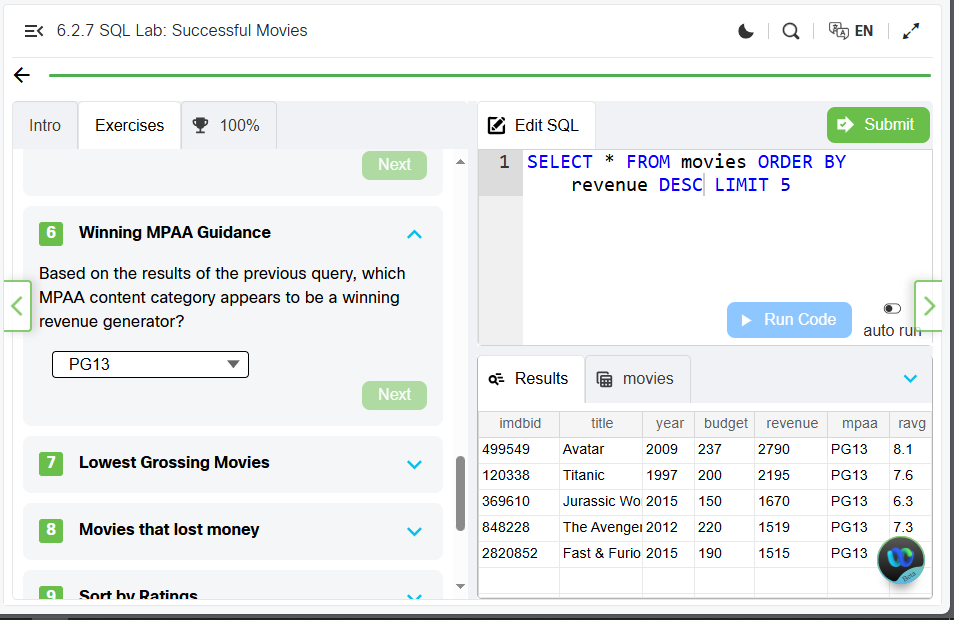 6.2.7 SQL Lab: Successful Movies
EN
Intro
Exercises
100%
Next
6 Winning MPAA Guidance
Based on the results of the previous query, which
MPAA content category appears to be a winning
revenue generator?
PG13
Next
7 Lowest Grossing Movies
8 Movies that lost money
9 Sort by Ratings
Edit SQL
Submit
1 SELECT * FROM movies ORDER BY
revenue DESC LIMIT 5
Run Code
auto run
Results
movies
imdbid title year budget revenue mpaa ravg
499549 Avatar 2009 237 2790 PG13 8.1
120338 Titanic 1997 200 2195 PG13 7.6
369610 Jurassic Wo 2015 150 1670 PG13 6.3
848228 The Avenger 2012 220 1519 PG13 7.3
2820852 Fast & Furio 2015 190 1515 PG13
Beta